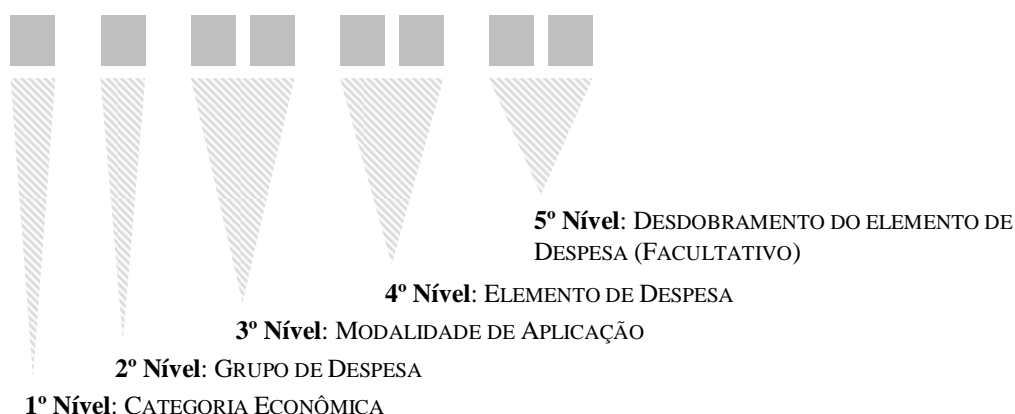 5º Nível: DESDOBRAMENTO DO ELEMENTO DE
DESPESA (FACULTATIVO)
4º Nível: ELEMENTO DE DESPESA
3º Nível: MODALIDADE DE APLICAÇÃO
2º Nível: GRUPO DE DESPESA
1º Nível: CATEGORIA ECONÔMICA